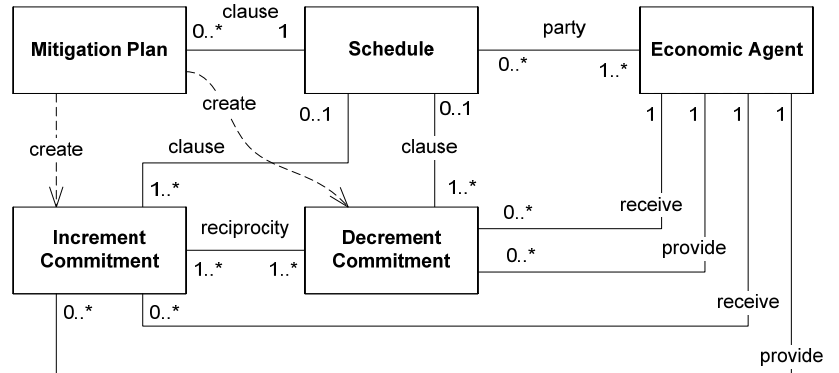 clause
0..*
1
party
Mitigation Plan
Schedule
Economic Agent
0..*
1..*
create
0..1
0..1
1
1
1
1
create
clause
clause
1..*
1..*
receive
0..*
reciprocity
Increment
Commitment
Decrement
Commitment
provide
0..*
1..*
1..*
receive
0..*
0..*
provide